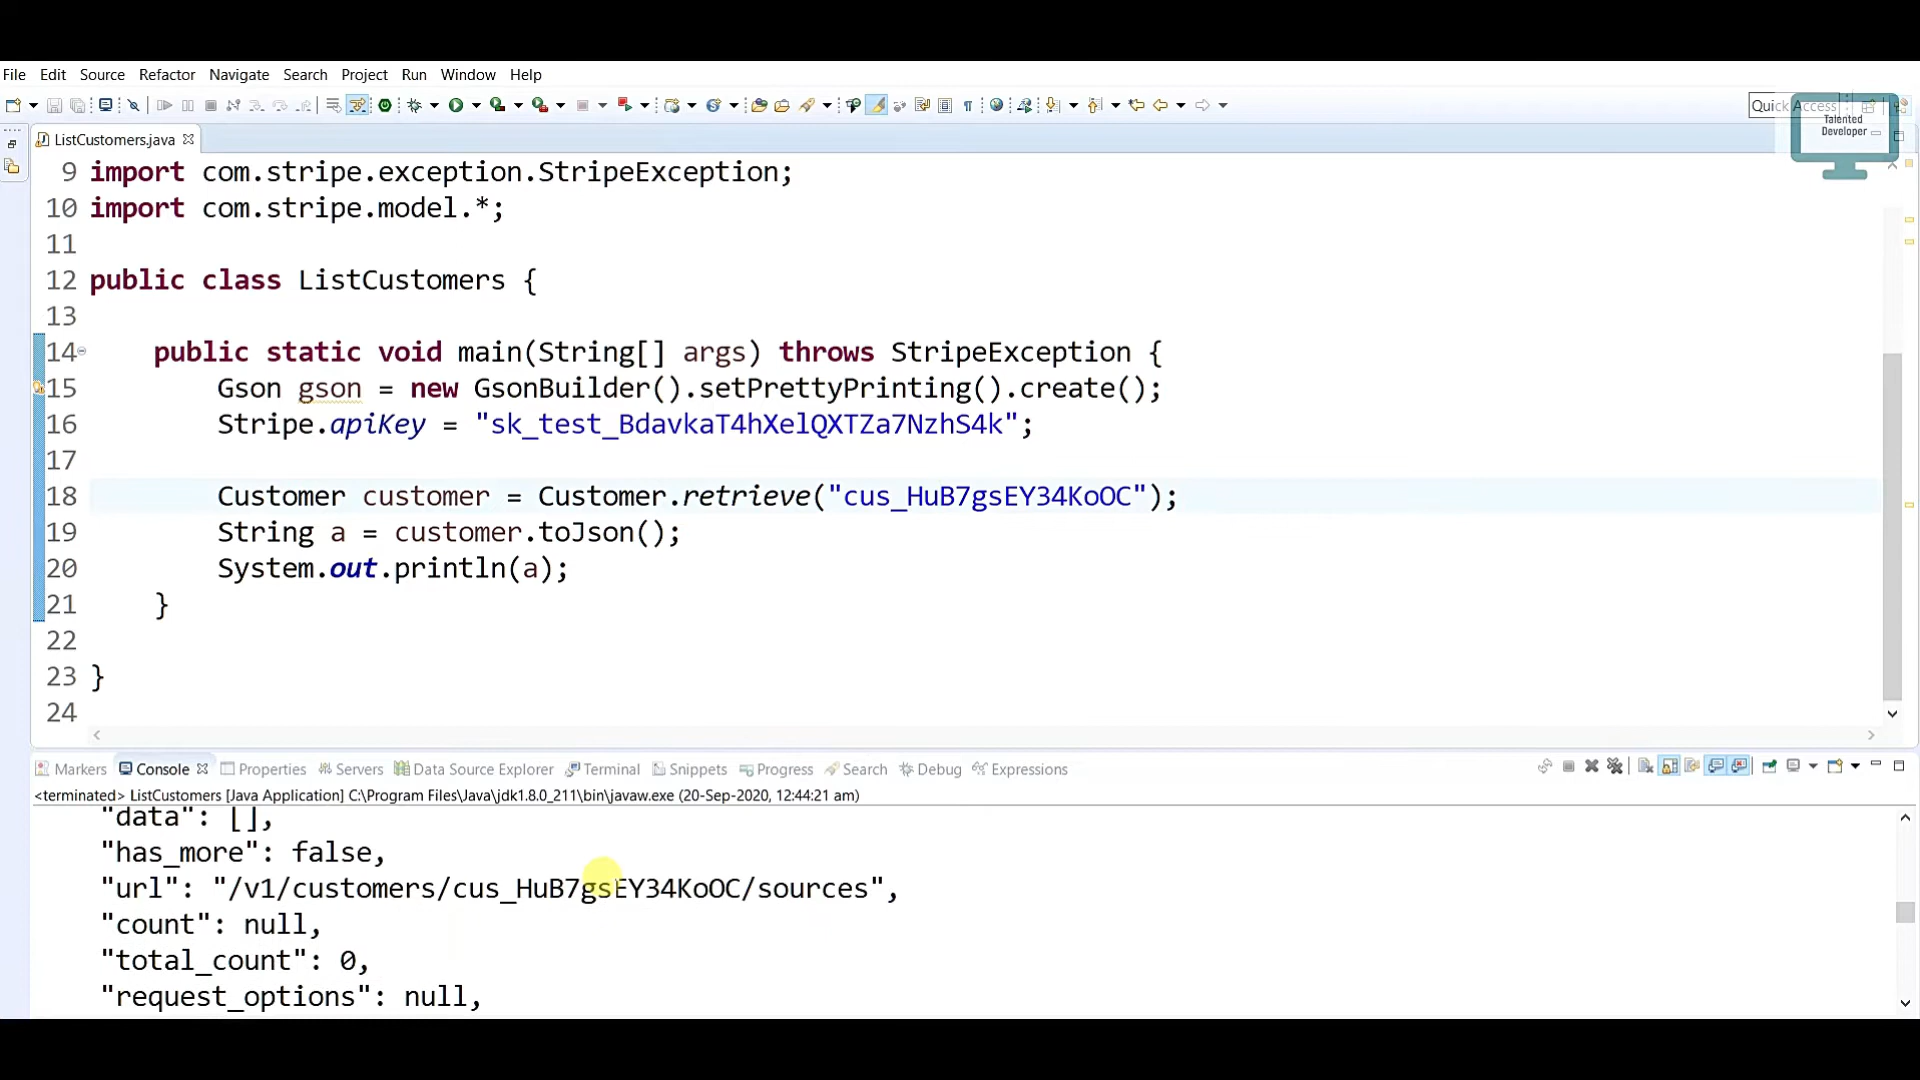 File Edit Source Refactor Navigate Search Project Run Window Help
Quick Access
Talented
Developer
ListCustomers.java
9 import com.stripe.exception.StripeException;
10 import com.stripe.model.*;
11
12 public class ListCustomers {
13
14 public static void main(String[] args) throws StripeException {
15 Gson gson = new GsonBuilder().setPrettyPrinting().create();
16 Stripe.apiKey = "sk_test_BdavkaT4hXelQXTZa7NzhS4k";
17
18 Customer customer = Customer.retrieve("cus_HuB7gsEY34KoOC");
19 String a = customer.toJson();
20 System.out.println(a);
21 }
22
23 }
24
Markers Console Properties Servers Data Source Explorer Terminal Snippets Progress Search Debug Expressions
<terminated> ListCustomers [Java Application] C:\Program Files\Java\jdk1.8.0_211\bin\javaw.exe (20-Sep-2020, 12:44:21 am)
"data": [],
"has_more": false,
"url": "/v1/customers/cus_HuB7gsEY34KoOC/sources",
"count": null,
"total_count": 0,
"request_options": null,